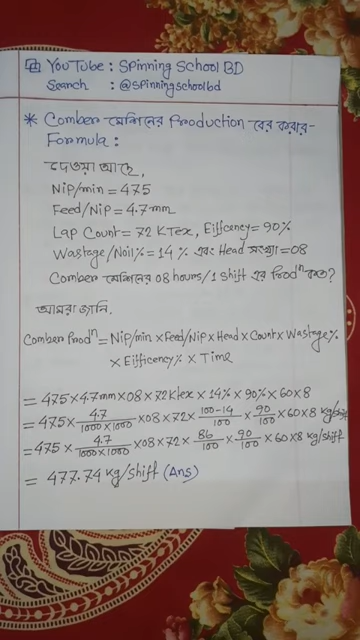 YouTube : Spinning School BD
Search : @spinningschoolbd
* Comber মেশিনের Production বের করার-
Formula :
দেওয়া আছে,
Nip/min = 475
Feed/Nip = 4.7mm
Lap Count = 72 KTex, Eifficency = 90%
Wastage/Noil% = 14% এবং Head সংখ্যা = 08
Comber মেশিনের 08 hours/1 shift এর Prodⁿ কত?
আমরা জানি,
Comber Prodⁿ = Nip/min × Feed/Nip × Head × Count × Wastage%
× Eifficency% × Time
= 475 × 4.7mm × 08 × 72 Ktex × 14% × 90% × 60 × 8
= 475 × 4.7/1000×1000 × 08 × 72 × 100-14/100 × 90/100 × 60 × 8 kg/shift
= 475 × 4.7/1000×1000 × 08 × 72 × 86/100 × 90/100 × 60 × 8 kg/shift
= 477.74 kg/shift (Ans)